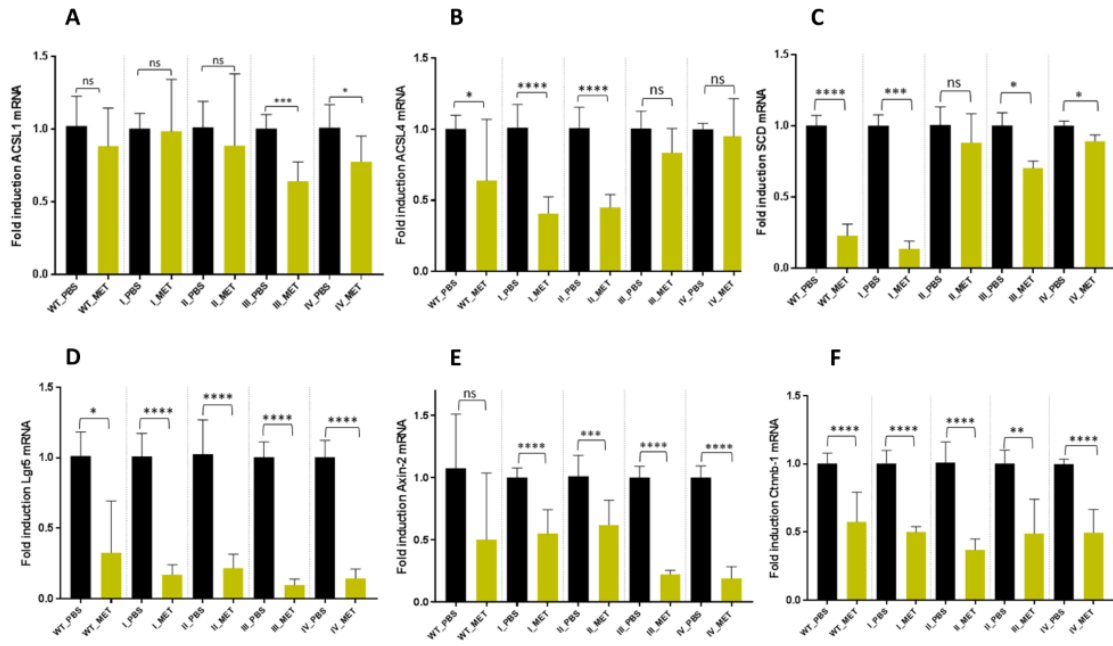 A
Fold induction ACSL1 mRNA
1.5
1.0
0.5
0.0
ns
ns
ns
***
*
WT_PBS
WT_MET
I_PBS
I_MET
II_PBS
II_MET
III_PBS
III_MET
IV_PBS
IV_MET
B
Fold induction ACSL4 mRNA
1.5
1.0
0.5
0.0
*
****
****
ns
ns
WT_PBS
WT_MET
I_PBS
I_MET
II_PBS
II_MET
III_PBS
III_MET
IV_PBS
IV_MET
C
Fold induction SCD mRNA
1.5
1.0
0.5
0.0
****
***
ns
*
*
WT_PBS
WT_MET
I_PBS
I_MET
II_PBS
II_MET
III_PBS
III_MET
IV_PBS
IV_MET
D
Fold induction Lgr5 mRNA
1.5
1.0
0.5
0.0
*
****
****
****
****
WT_PBS
WT_MET
I_PBS
I_MET
II_PBS
II_MET
III_PBS
III_MET
IV_PBS
IV_MET
E
Fold induction Axin-2 mRNA
1.5
1.0
0.5
0.0
ns
****
***
****
****
WT_PBS
WT_MET
I_PBS
I_MET
II_PBS
II_MET
III_PBS
III_MET
IV_PBS
IV_MET
F
Fold induction Ctnnb-1 mRNA
1.5
1.0
0.5
0.0
****
****
****
**
****
WT_PBS
WT_MET
I_PBS
I_MET
II_PBS
II_MET
II_PBS
III_MET
IV_PBS
IV_MET